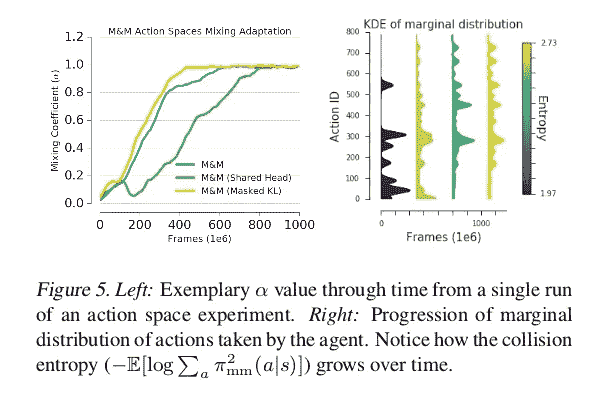 M&M Action Spaces Mixing Adaptation
1.2
1.0
0.8
0.6
0.4
0.2
0.0
Mixing Coefficient (α)
0 200 400 600 800 1000
Frames (1e6)
M&M
M&M (Shared Head)
M&M (Masked KL)
KDE of marginal distribution
800
700
600
500
400
300
200
100
0
Action ID
0 1000
Frames (1e6)
2.73
1.97
Entropy
Figure 5. Left: Exemplary α value through time from a single run
of an action space experiment. Right: Progression of marginal
distribution of actions taken by the agent. Notice how the collision
entropy (−𝔼[log ∑ₐ π²ₘₘ(a|s)]) grows over time.